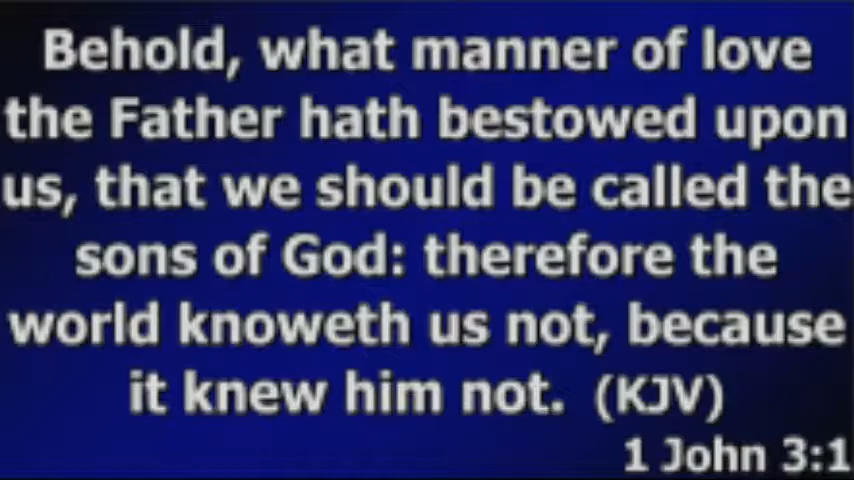 Behold, what manner of love
the Father hath bestowed upon
us, that we should be called the
sons of God: therefore the
world knoweth us not, because
it knew him not. (KJV)
1 John 3:1